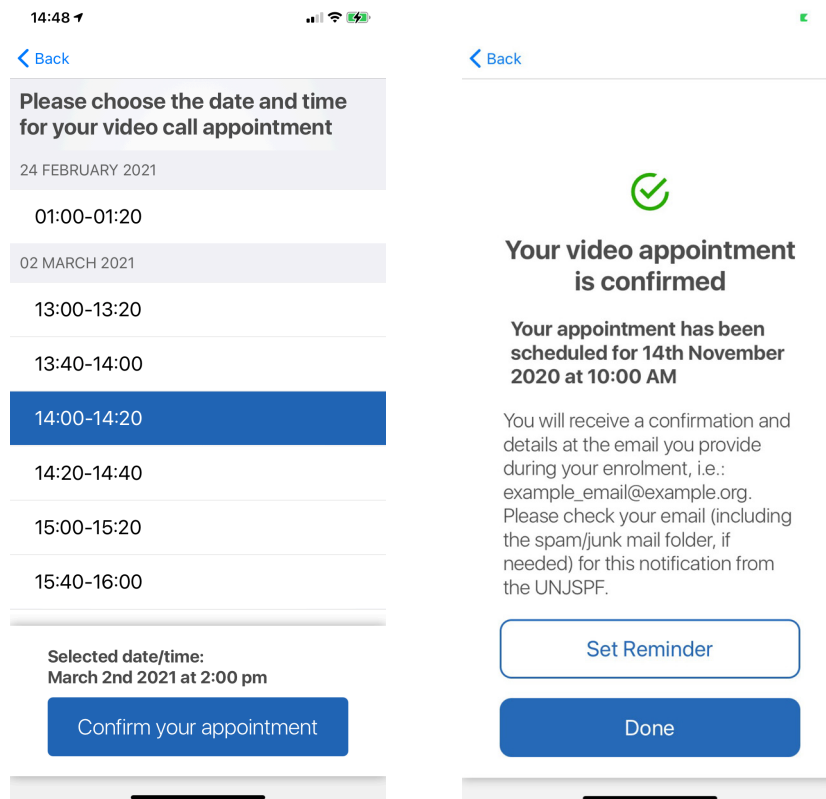 14:48
Back
Please choose the date and time
for your video call appointment
24 FEBRUARY 2021
01:00-01:20
02 MARCH 2021
13:00-13:20
13:40-14:00
14:00-14:20
14:20-14:40
15:00-15:20
15:40-16:00
Selected date/time:
March 2nd 2021 at 2:00 pm
Confirm your appointment
Back
Your video appointment
is confirmed
Your appointment has been
scheduled for 14th November
2020 at 10:00 AM
You will receive a confirmation and
details at the email you provide
during your enrolment, i.e.:
example_email@example.org.
Please check your email (including
the spam/junk mail folder, if
needed) for this notification from
the UNJSPF.
Set Reminder
Done